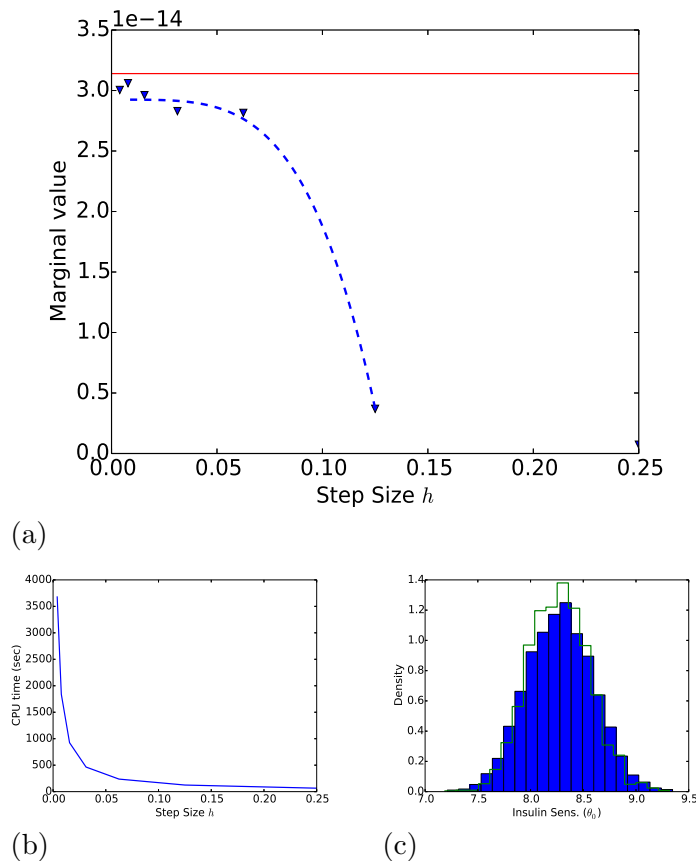 1e−14
3.5
3.0
2.5
2.0
1.5
1.0
0.5
0.0
Marginal value
0.00 0.05 0.10 0.15 0.20 0.25
Step Size h
(a)
4000
3500
3000
2500
2000
1500
1000
500
0
CPU time (sec)
0.00 0.05 0.10 0.15 0.20 0.25
Step Size h
(b)
1.4
1.2
1.0
0.8
0.6
0.4
0.2
0.0
Density
7.0 7.5 8.0 8.5 9.0 9.5
Insulin Sens. (θ₀)
(c)